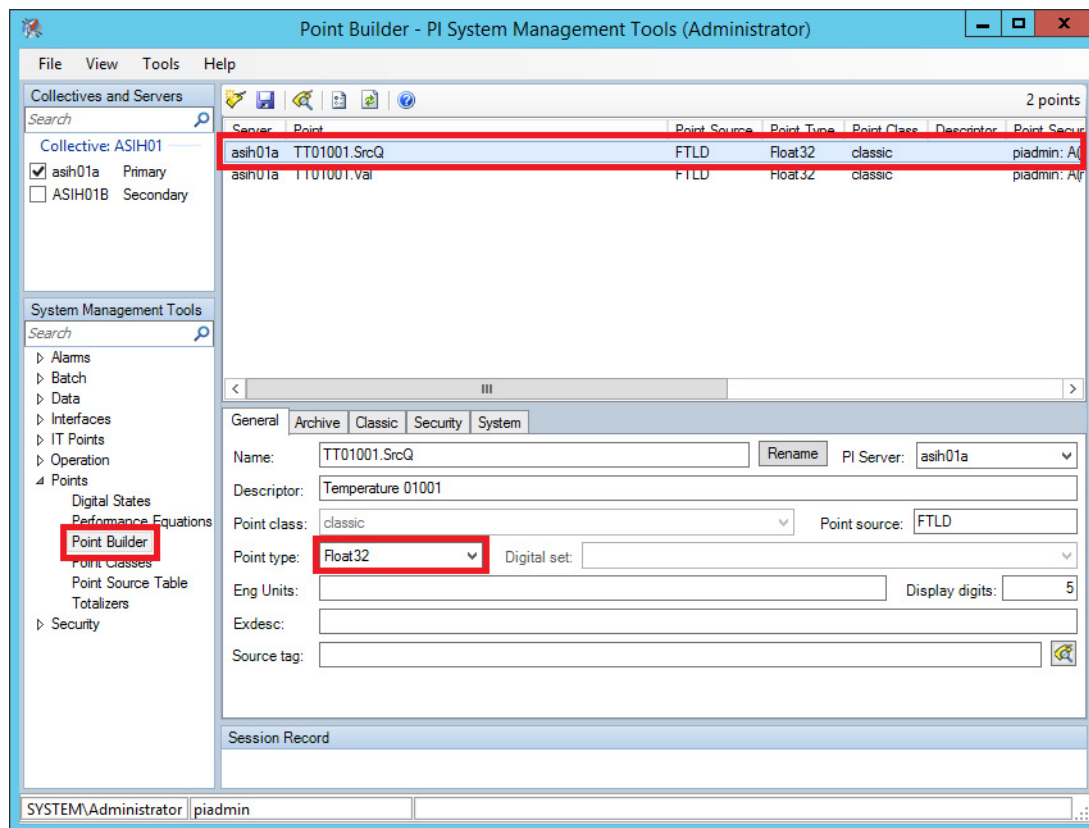 Point Builder - PI System Management Tools (Administrator)
File View Tools Help
Collectives and Servers
Search
Collective: ASIH01
asih01a Primary
ASIH01B Secondary
2 points
Server Point Point Source Point Type Point Class Descriptor Point Secur
asih01a TT01001.SrcQ FTLD Float32 classic piadmin: A(
asih01a TT01001.Val FTLD Float32 classic piadmin: A(r
System Management Tools
Search
Alarms
Batch
Data
Interfaces
IT Points
Operation
Points
Digital States
Performance Equations
Point Builder
Point Classes
Point Source Table
Totalizers
Security
General Archive Classic Security System
Name: TT01001.SrcQ Rename PI Server: asih01a
Descriptor: Temperature 01001
Point class: classic Point source: FTLD
Point type: Float32 Digital set:
Eng Units: Display digits: 5
Exdesc:
Source tag:
Session Record
SYSTEM\Administrator piadmin